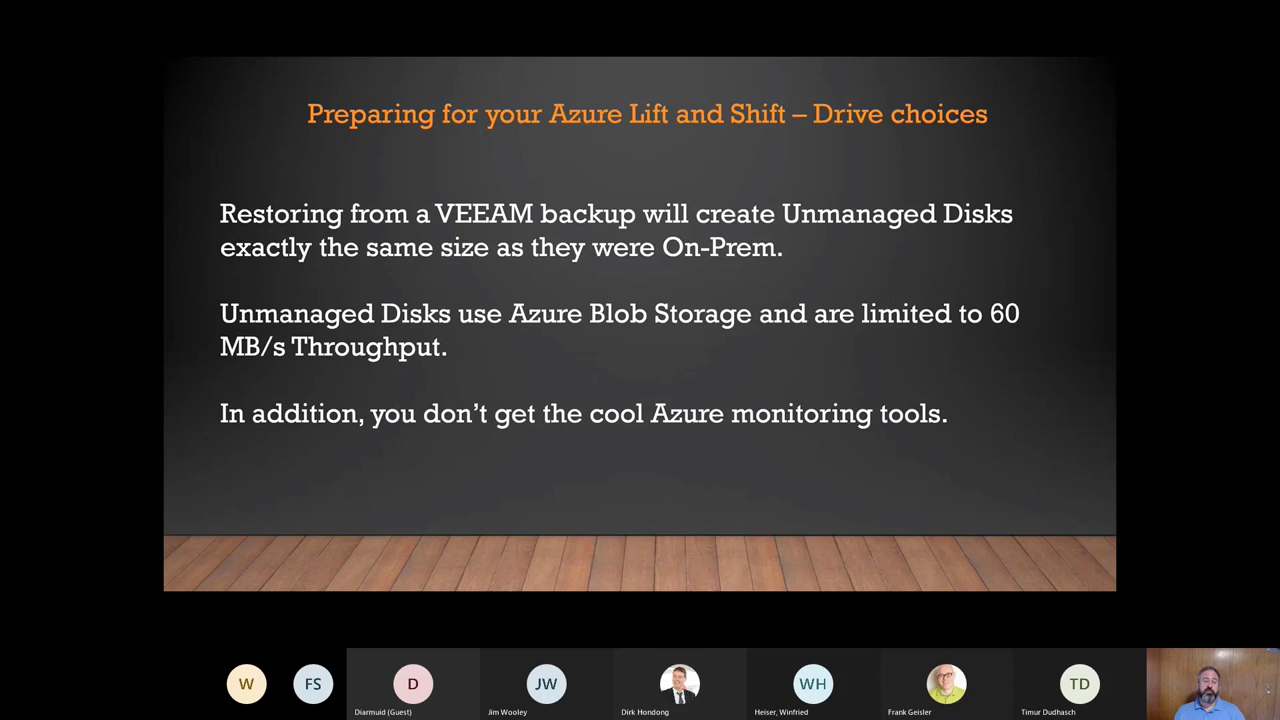 Preparing for your Azure Lift and Shift – Drive choices
Restoring from a VEEAM backup will create Unmanaged Disks
exactly the same size as they were On-Prem.
Unmanaged Disks use Azure Blob Storage and are limited to 60
MB/s Throughput.
In addition, you don't get the cool Azure monitoring tools.
W
FS
D
JW
WH
TD
Diarmuid (Guest)
Jim Wooley
Dirk Hondong
Heiser, Winfried
Frank Geisler
Timur Dudhasch